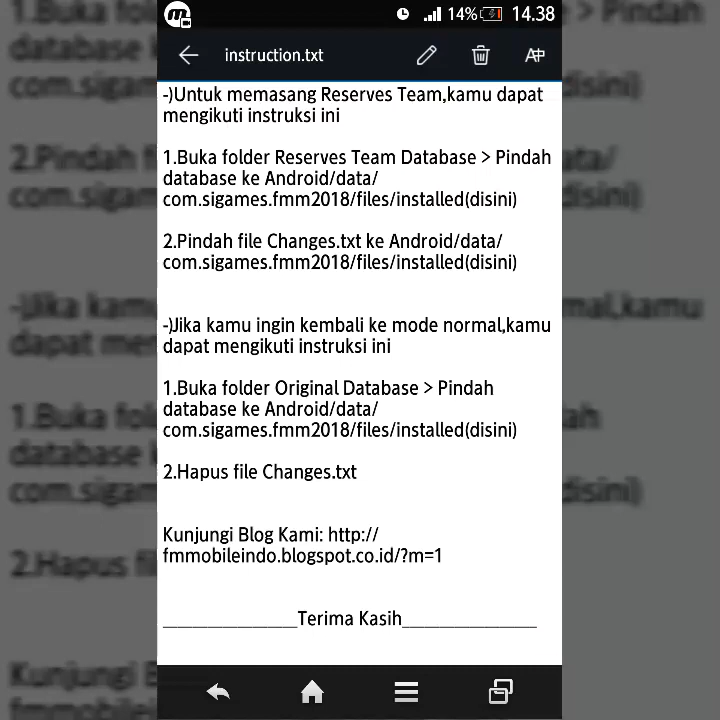 14% 14.38
instruction.txt
-)Untuk memasang Reserves Team,kamu dapat
mengikuti instruksi ini
1.Buka folder Reserves Team Database > Pindah
database ke Android/data/
com.sigames.fmm2018/files/installed(disini)
2.Pindah file Changes.txt ke Android/data/
com.sigames.fmm2018/files/installed(disini)
-)Jika kamu ingin kembali ke mode normal,kamu
dapat mengikuti instruksi ini
1.Buka folder Original Database > Pindah
database ke Android/data/
com.sigames.fmm2018/files/installed(disini)
2.Hapus file Changes.txt
Kunjungi Blog Kami: http://
fmmobileindo.blogspot.co.id/?m=1
_______________Terima Kasih_______________